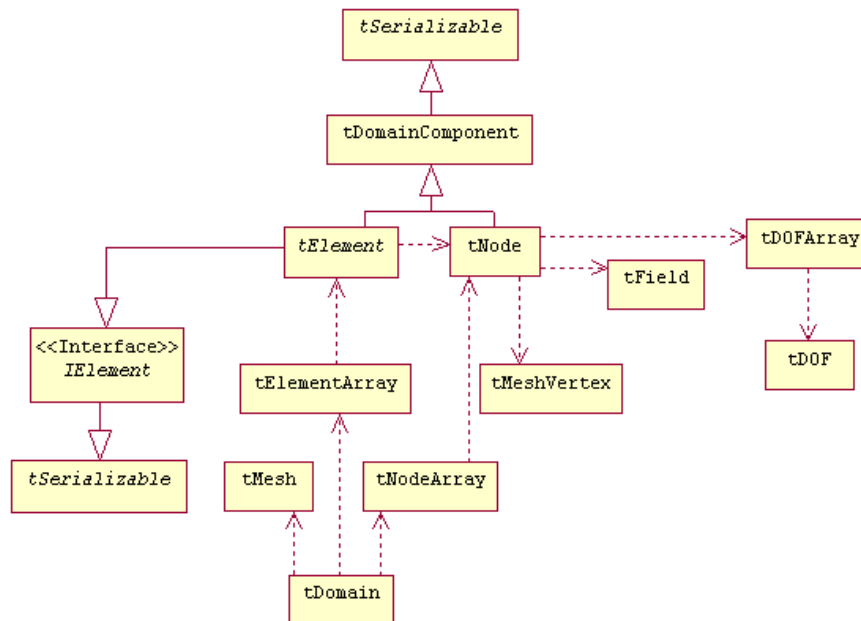 tSerializable
tDomainComponent
tElement
tNode
tDOFArray
tField
<<Interface>>
IElement
tDOF
tElementArray
tMeshVertex
tSerializable
tMesh
tNodeArray
tDomain